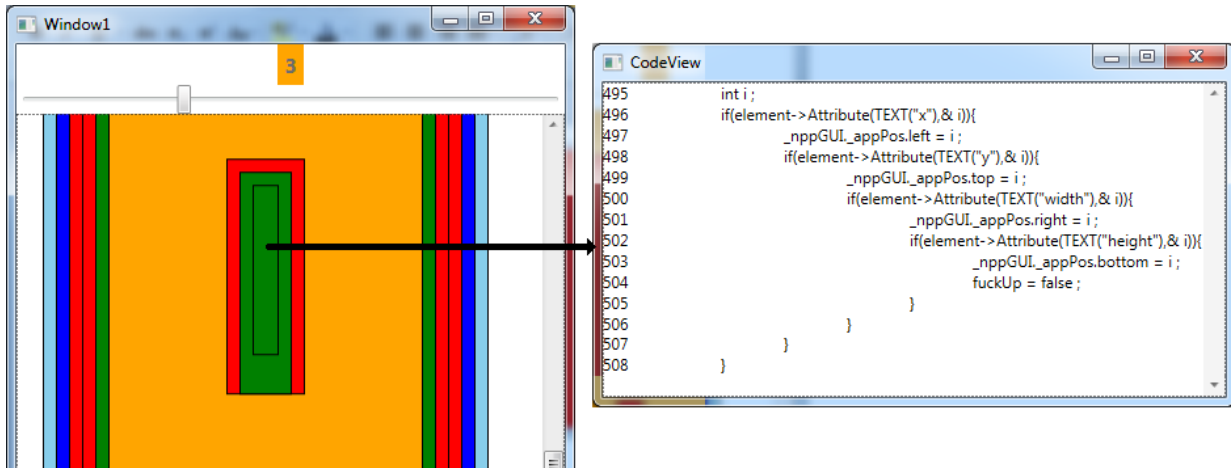 Window1
3
CodeView
495 int i ;
496 if(element->Attribute(TEXT("x"),& i)){
497 _nppGUI._appPos.left = i ;
498 if(element->Attribute(TEXT("y"),& i)){
499 _nppGUI._appPos.top = i ;
500 if(element->Attribute(TEXT("width"),& i)){
501 _nppGUI._appPos.right = i ;
502 if(element->Attribute(TEXT("height"),& i)){
503 _nppGUI._appPos.bottom = i ;
504 fuckUp = false ;
505 }
506 }
507 }
508 }